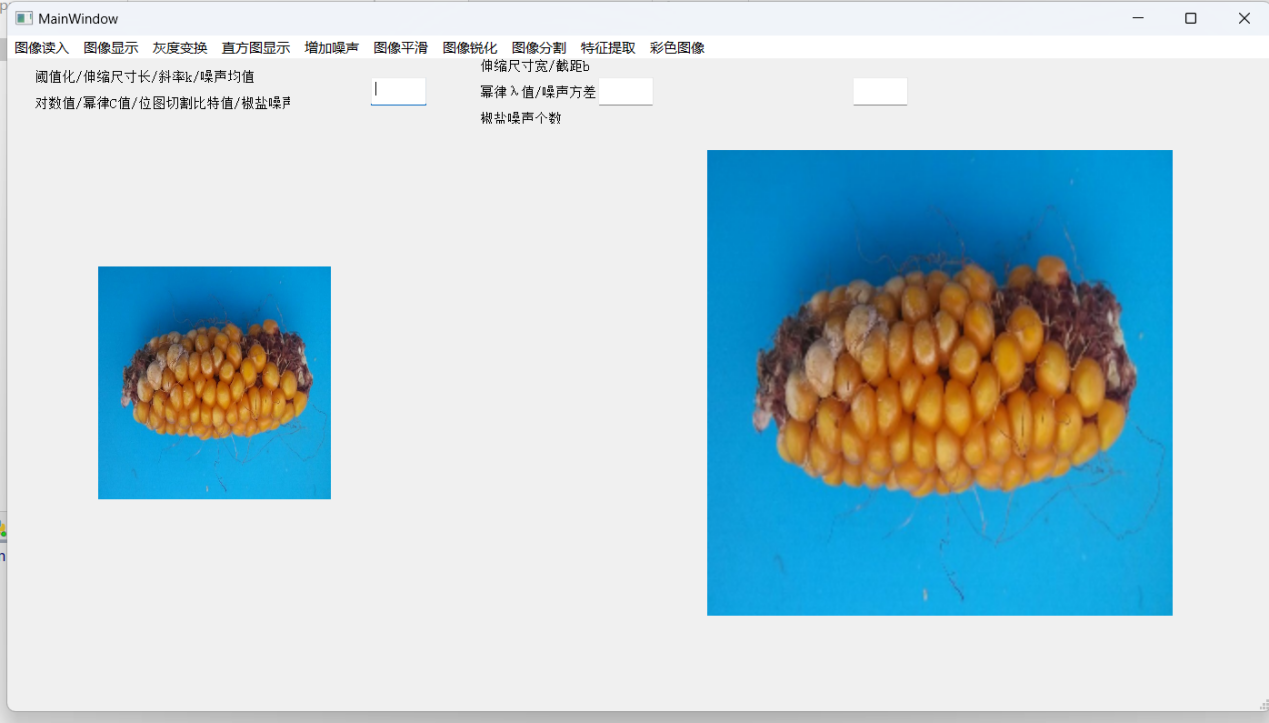 MainWindow
图像读入 图像显示 灰度变换 直方图显示 增加噪声 图像平滑 图像锐化 图像分割 特征提取 彩色图像
阈值化/伸缩尺寸长/斜率k/噪声均值
对数值/幂律C值/位图切割比特值/椒盐噪声
伸缩尺寸宽/截距b
幂律λ值/噪声方差
椒盐噪声个数